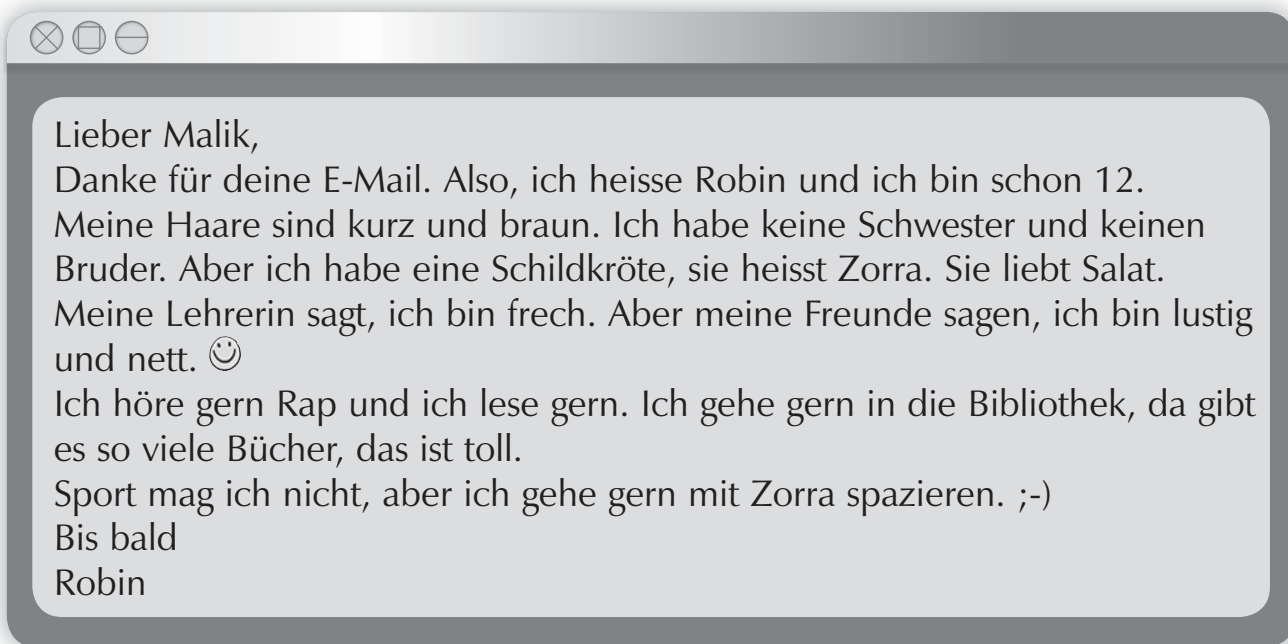 Lieber Malik,
Danke für deine E-Mail. Also, ich heisse Robin und ich bin schon 12.
Meine Haare sind kurz und braun. Ich habe keine Schwester und keinen
Bruder. Aber ich habe eine Schildkröte, sie heisst Zorra. Sie liebt Salat.
Meine Lehrerin sagt, ich bin frech. Aber meine Freunde sagen, ich bin lustig
und nett. ☺
Ich höre gern Rap und ich lese gern. Ich gehe gern in die Bibliothek, da gibt
es so viele Bücher, das ist toll.
Sport mag ich nicht, aber ich gehe gern mit Zorra spazieren. ;-)
Bis bald
Robin